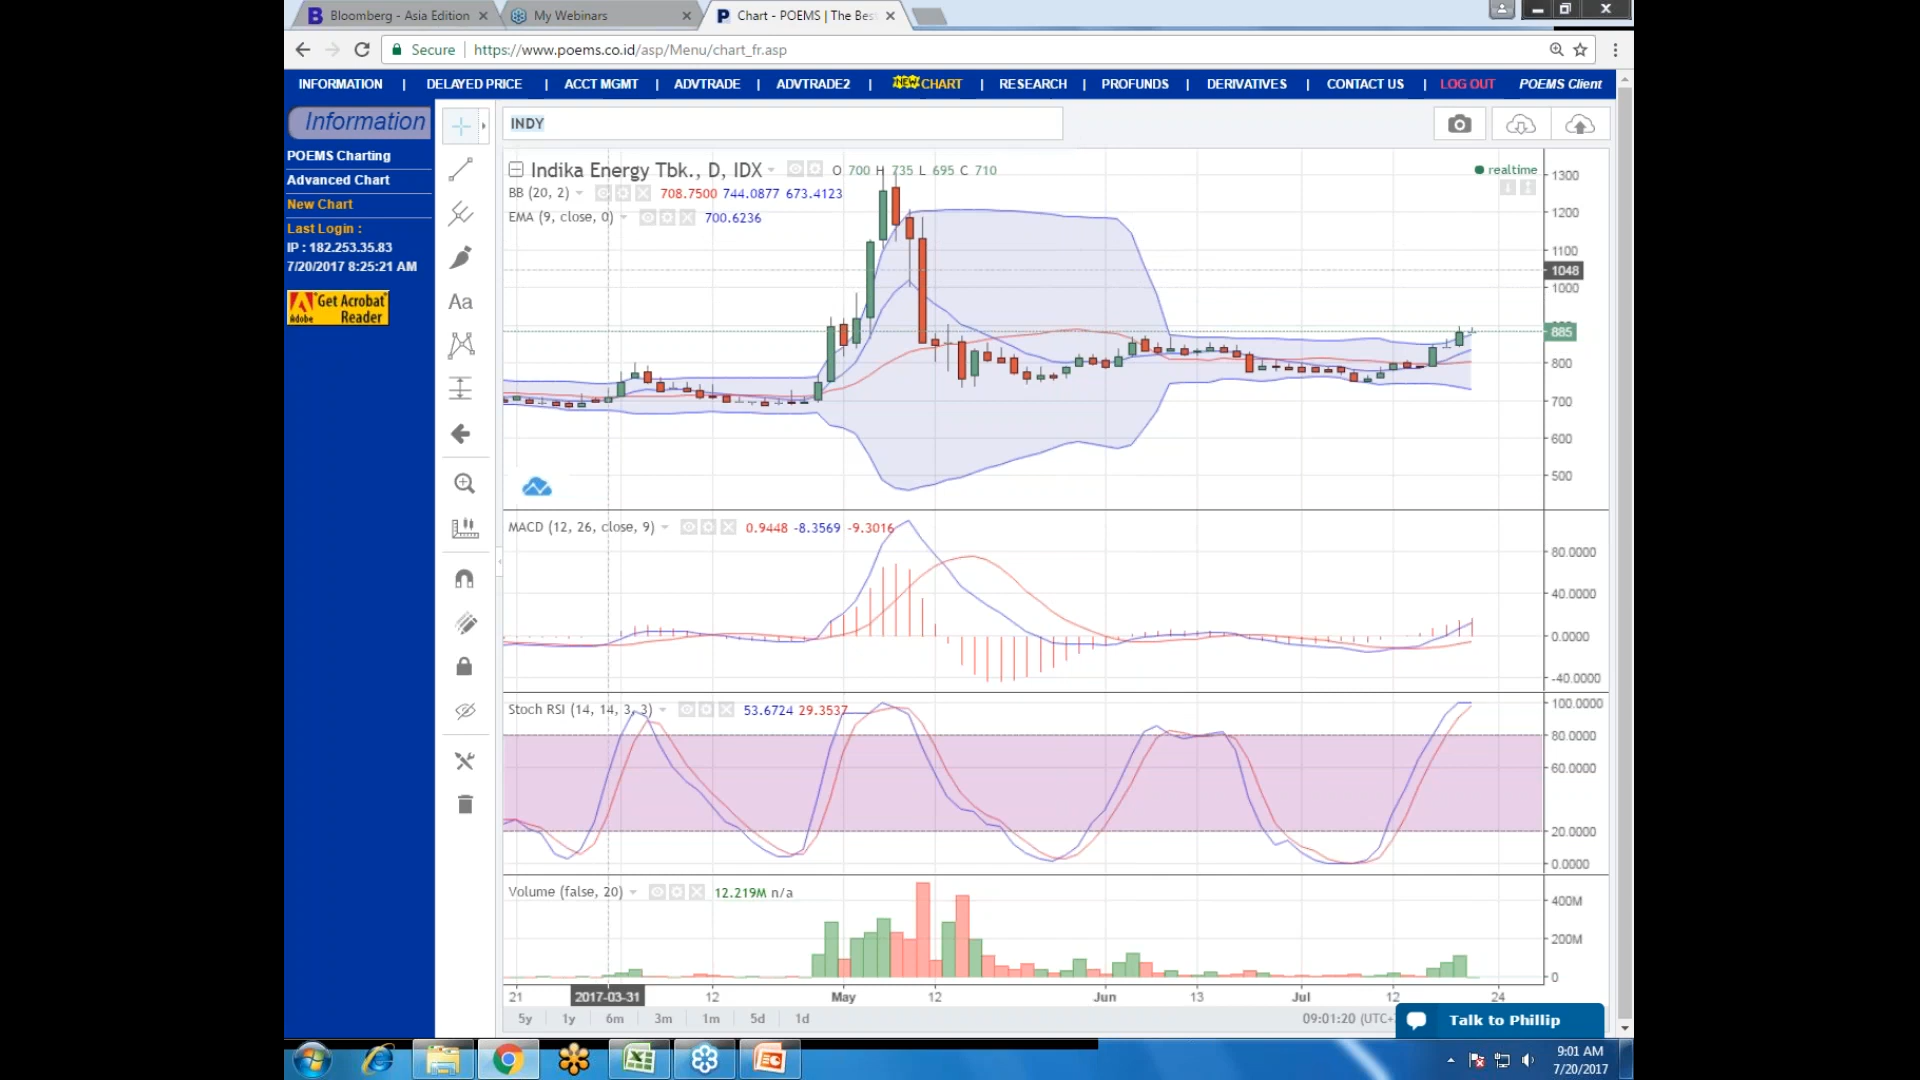 Bloomberg - Asia Edition
My Webinars
Chart - POEMS | The Bes
Secure | https://www.poems.co.id/asp/Menu/chart_fr.asp
INFORMATION | DELAYED PRICE | ACCT MGMT | ADVTRADE | ADVTRADE2 | NEW CHART | RESEARCH | PROFUNDS | DERIVATIVES | CONTACT US | LOG OUT POEMS Client
Information
POEMS Charting
Advanced Chart
New Chart
Last Login :
IP : 182.253.35.83
7/20/2017 8:25:21 AM
Get Acrobat
Adobe Reader
Aa
INDY
Indika Energy Tbk., D, IDX O 700 H 735 L 695 C 710
realtime
BB (20, 2) 708.7500 744.0877 673.4123
EMA (9, close, 0) 700.6236
1300
1200
1100
1048
1000
885
800
700
600
500
MACD (12, 26, close, 9) 0.9448 -8.3569 -9.3016
80.0000
40.0000
0.0000
-40.0000
Stoch RSI (14, 14, 3, 3) 53.6724 29.3537
100.0000
80.0000
60.0000
20.0000
0.0000
Volume (false, 20) 12.219M n/a
400M
200M
0
21 2017-03-31 12 May 12 Jun 13 Jul 12 24
5y 1y 6m 3m 1m 5d 1d
09:01:20 (UTC+
Talk to Phillip
9:01 AM
7/20/2017